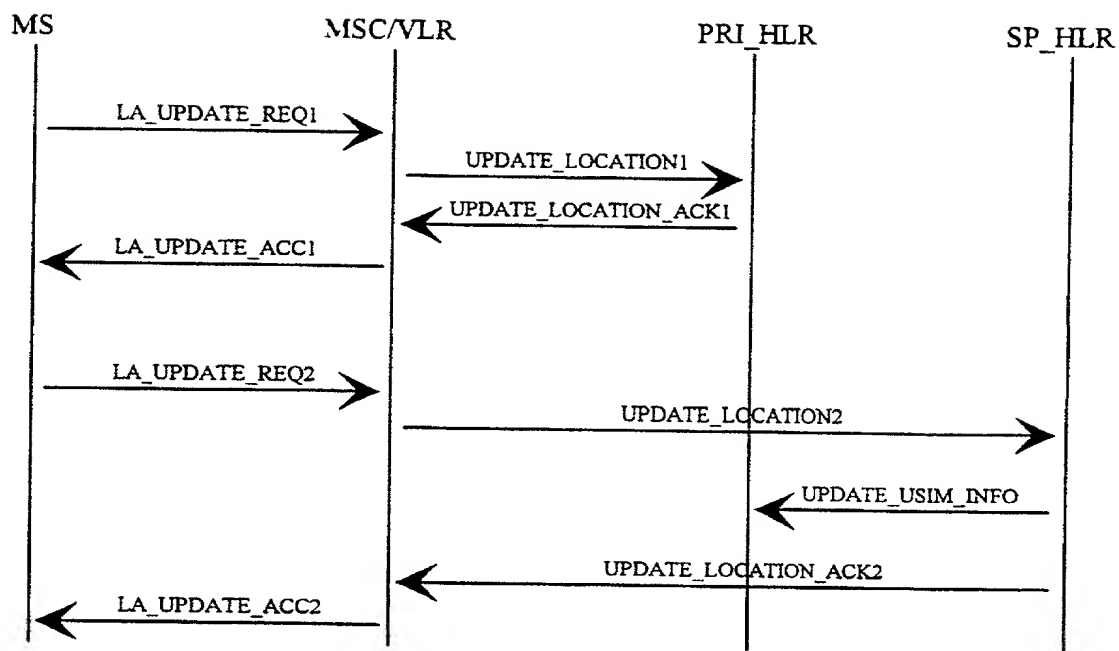 MS
MSC/VLR
PRI_HLR
SP_HLR
LA_UPDATE_REQ1
UPDATE_LOCATION1
UPDATE_LOCATION_ACK1
LA_UPDATE_ACC1
LA_UPDATE_REQ2
UPDATE_LOCATION2
UPDATE_USIM_INFO
UPDATE_LOCATION_ACK2
LA_UPDATE_ACC2